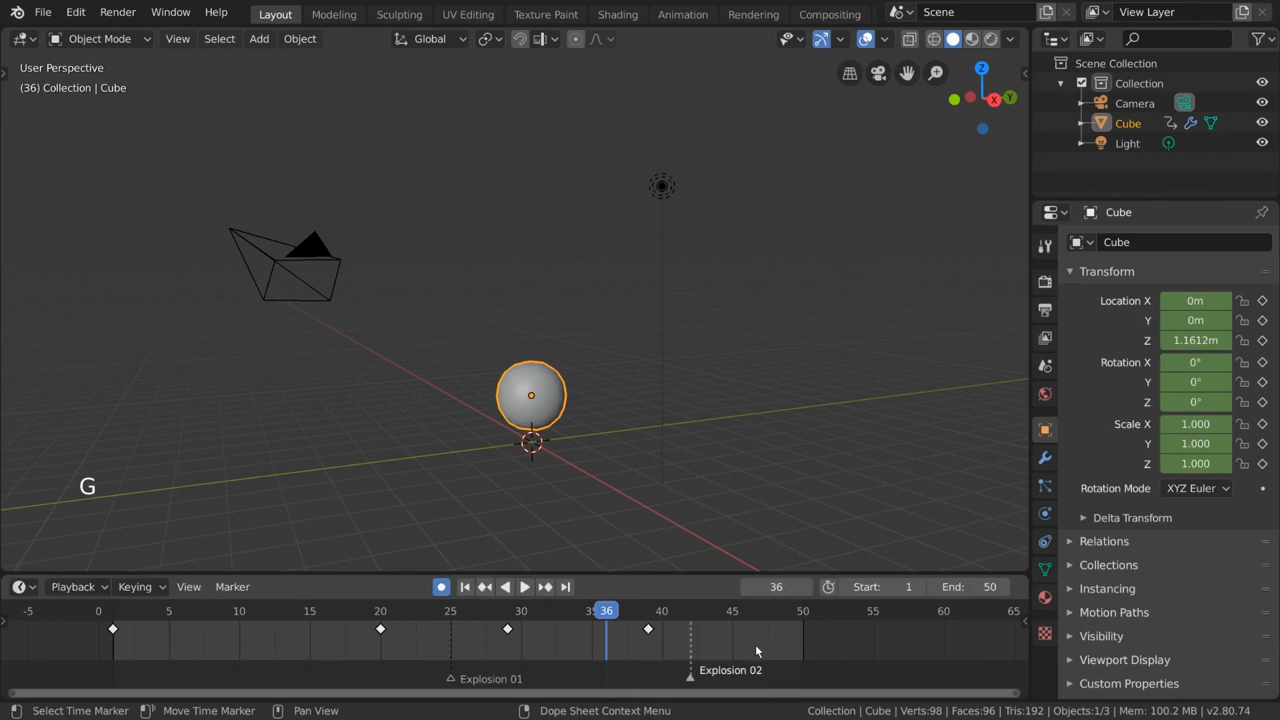 File Edit Render Window Help
Layout Modeling Sculpting UV Editing Texture Paint Shading Animation Rendering Compositing
Scene View Layer
Object Mode View Select Add Object Global
User Perspective
(36) Collection | Cube
Z
X
Y
Scene Collection
Collection
Camera
Cube
Light
Cube
Cube
Transform
Location X 0m
Y 0m
Z 1.1612m
Rotation X 0°
Y 0°
Z 0°
Scale X 1.000
Y 1.000
Z 1.000
Rotation Mode XYZ Euler
Delta Transform
Relations
Collections
Instancing
Motion Paths
Visibility
Viewport Display
Custom Properties
G
Playback Keying View Marker 36 Start: 1 End: 50
-5 0 5 10 15 20 25 30 35 36 40 45 50 55 60 65
Explosion 01
Explosion 02
Select Time Marker Move Time Marker Pan View Dope Sheet Context Menu Collection | Cube | Verts:98 | Faces:96 | Tris:192 | Objects:1/3 | Mem: 100.2 MB | v2.80.74